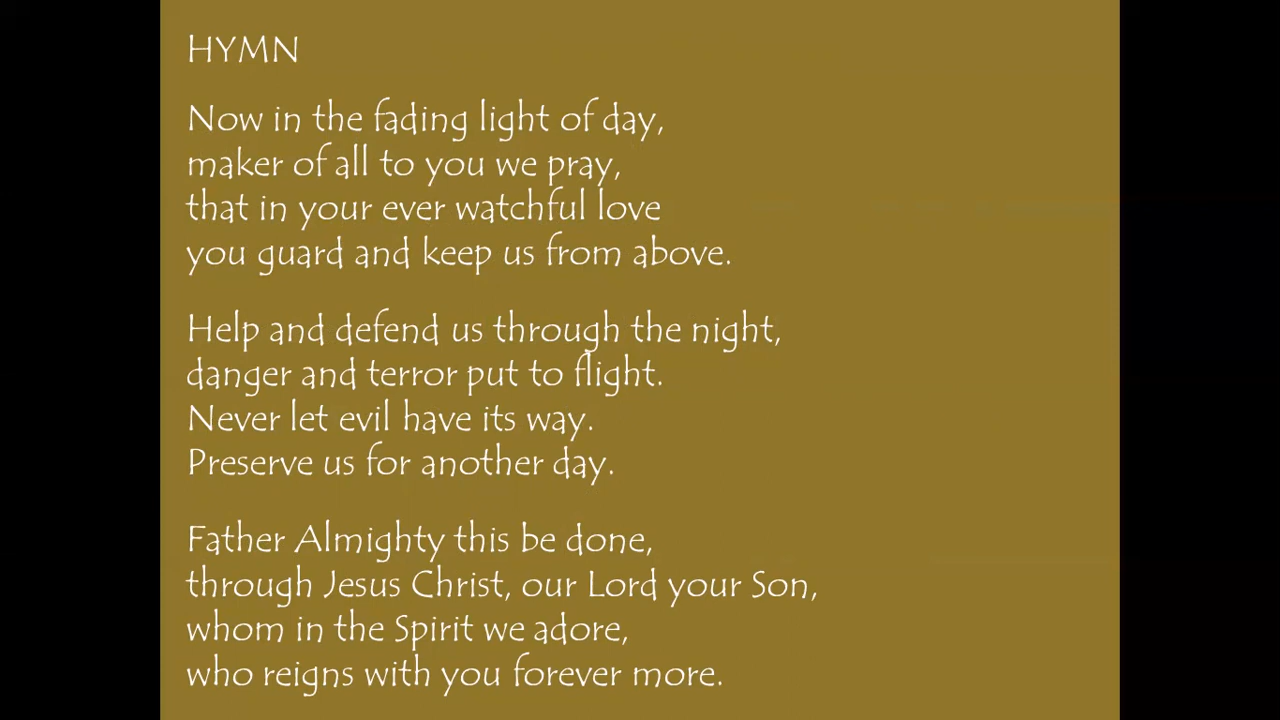 HYMN
Now in the fading light of day,
maker of all to you we pray,
that in your ever watchful love
you guard and keep us from above.
Help and defend us through the night,
danger and terror put to flight.
Never let evil have its way.
Preserve us for another day.
Father Almighty this be done,
through Jesus Christ, our Lord your Son,
whom in the Spirit we adore,
who reigns with you forever more.